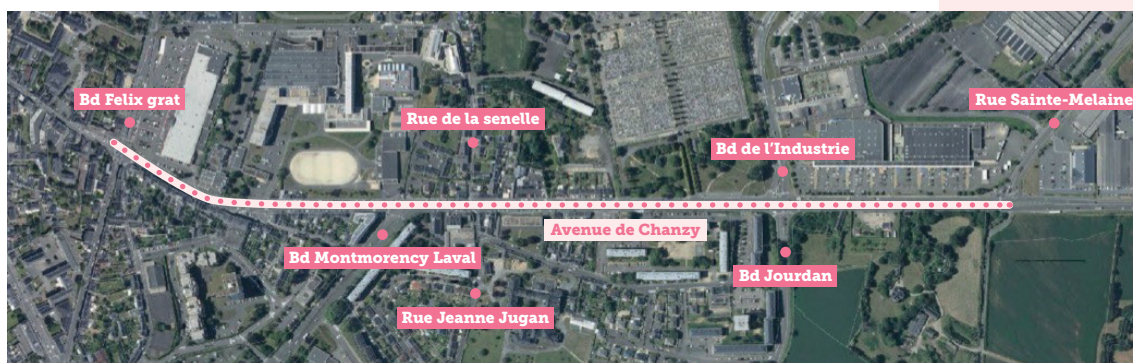 Bd Felix grat
Rue Sainte-Melaine
Rue de la senelle
Bd de l'Industrie
Avenue de Chanzy
Bd Montmorency Laval
Bd Jourdan
Rue Jeanne Jugan